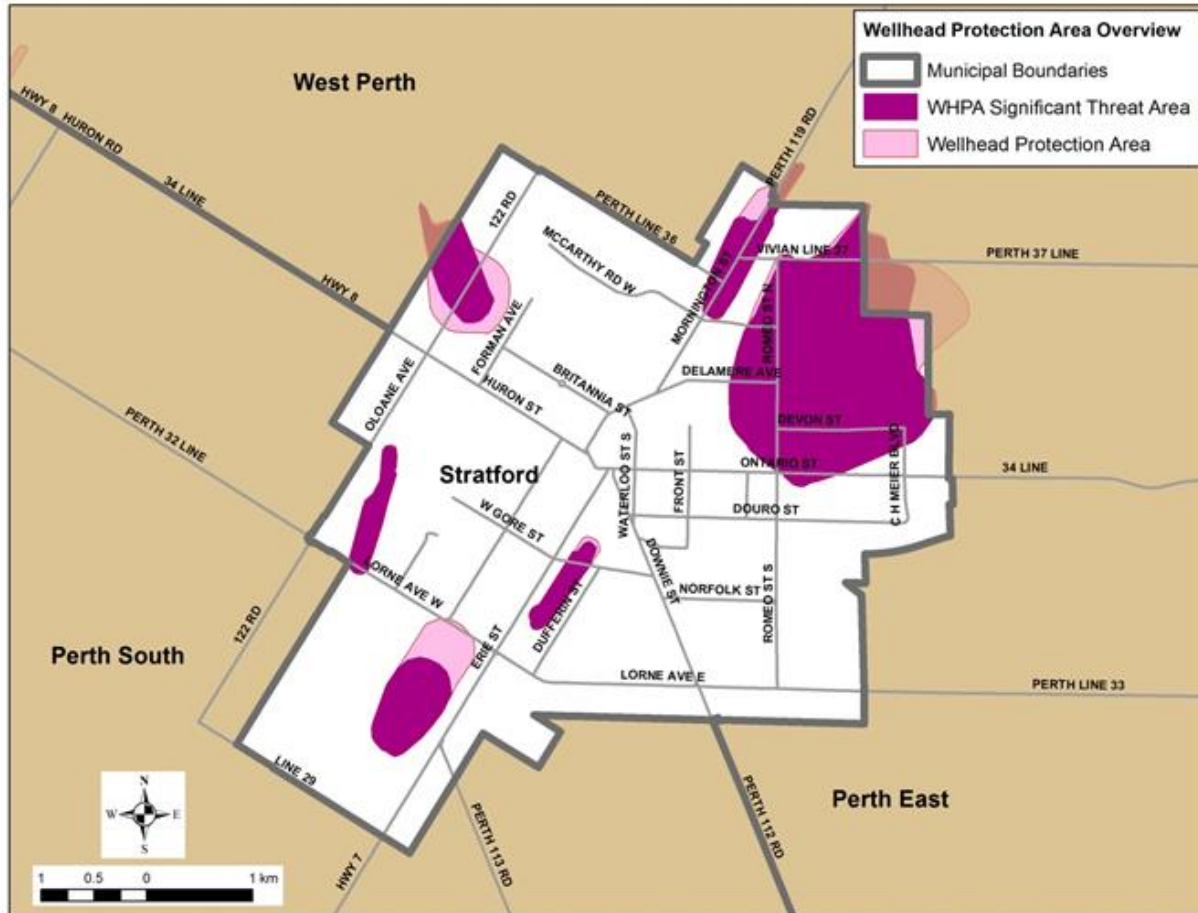 Wellhead Protection Area Overview
Municipal Boundaries
WHPA Significant Threat Area
Wellhead Protection Area
West Perth
HWY 8 HURON RD
34 LINE
HWY 8
122 RD
PERTH LINE 36
PERTH 119 RD
MCCARTHY RD W
MORNINGTON ST
VIVIAN LINE 37
PERTH 37 LINE
ROMEO ST N
FORMAN AVE
OLOANE AVE
HURON ST
BRITANNIA ST
DELAMERE AVE
DEVON ST
PERTH 32 LINE
Stratford
WATERLOO ST S
FRONT ST
ONTARIO ST
34 LINE
C H MEIER BLVD
DOURO ST
W GORE ST
DOWNIE ST
NORFOLK ST
ROMEO ST S
DUFFERIN ST
LORNE AVE W
ERIE ST
122 RD
Perth South
LORNE AVE E
PERTH LINE 33
LINE 29
Perth East
PERTH 112 RD
PERTH 113 RD
HWY 7
N
W E
S
1 0.5 0 1 km